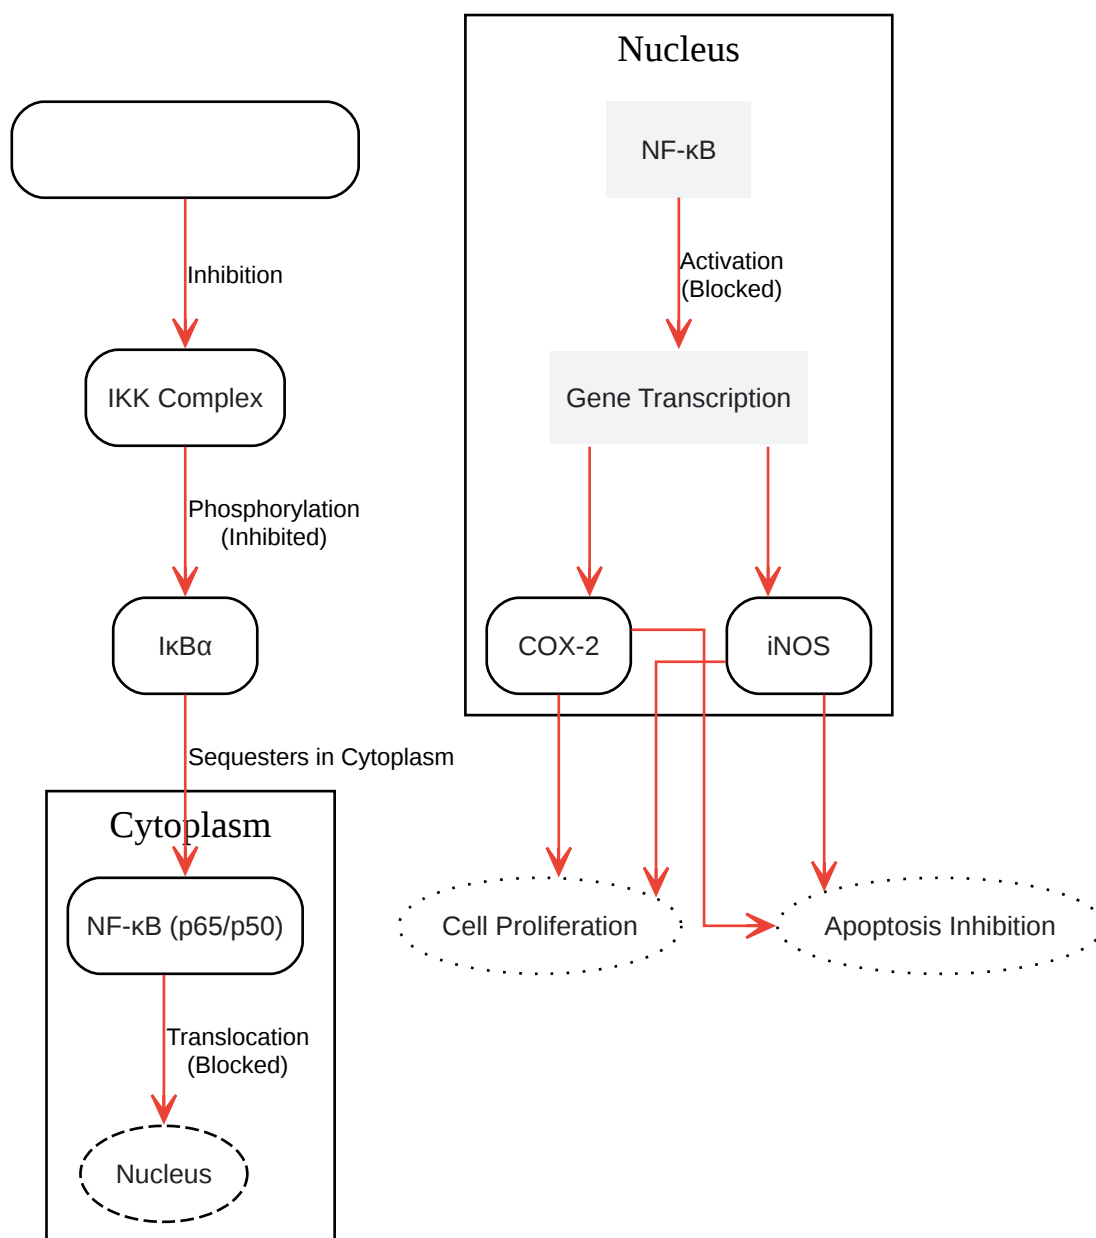 Nucleus
NF-κB
Activation
(Blocked)
Gene Transcription
COX-2
iNOS
Inhibition
IKK Complex
Phosphorylation
(Inhibited)
IκBα
Sequesters in Cytoplasm
Cytoplasm
NF-κB (p65/p50)
Translocation
(Blocked)
Nucleus
Cell Proliferation
Apoptosis Inhibition